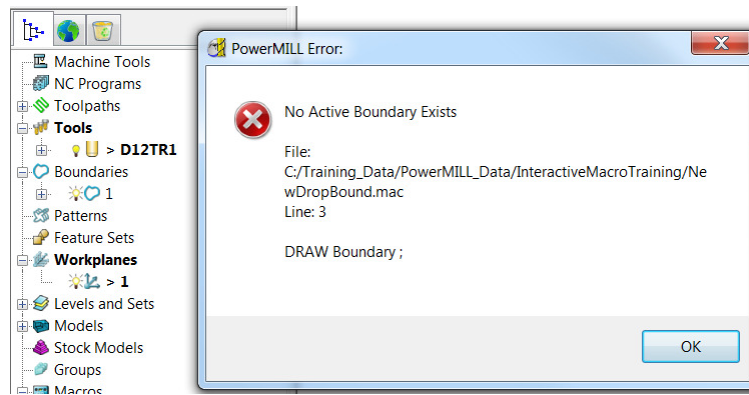 Machine Tools
NC Programs
Toolpaths
Tools
> D12TR1
Boundaries
1
Patterns
Feature Sets
Workplanes
> 1
Levels and Sets
Models
Stock Models
Groups
Macros
PowerMILL Error:
No Active Boundary Exists
File:
C:/Training_Data/PowerMILL_Data/InteractiveMacroTraining/Ne
wDropBound.mac
Line: 3
DRAW Boundary ;
OK